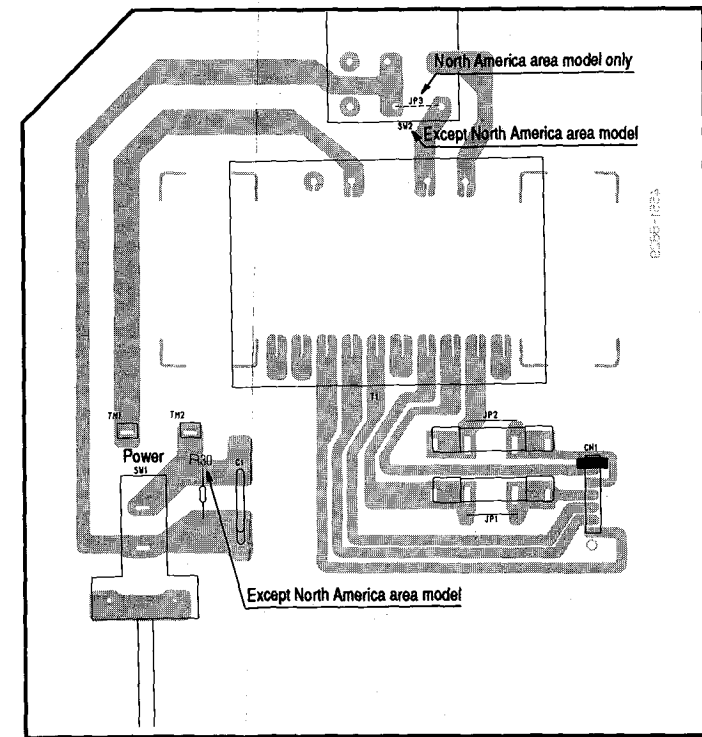 North America area model only
JP3
SW2
Except North America area model
T1
TM1
TM2
JP2
Power
R30
CN1
SW1
C1
JP1
Except North America area model